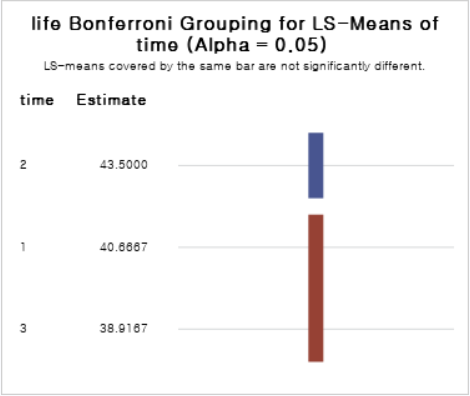 life Bonferroni Grouping for LS-Means of
time (Alpha = 0.05)
LS-means covered by the same bar are not significantly different.
time Estimate
2 43.5000
1 40.6667
3 38.9167